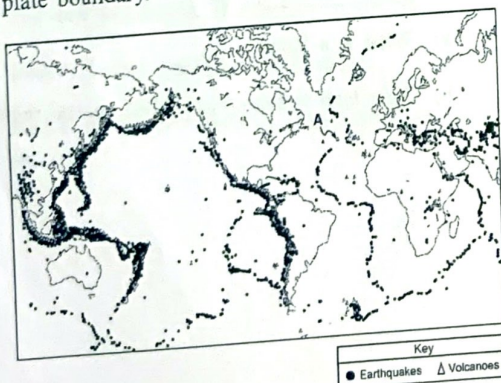 plate boundary.
A
Key
● Earthquakes △ Volcanoes